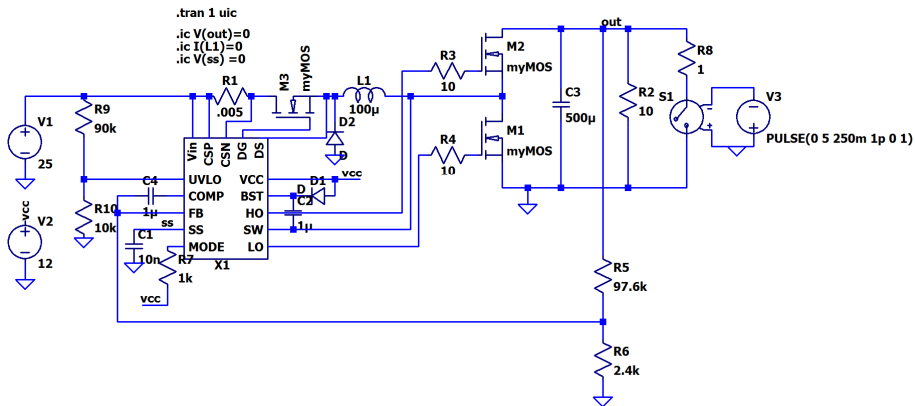 .tran 1 uic
.ic V(out)=0
.ic I(L1)=0
.ic V(ss) =0
out
M3
myMOS
M2
myMOS
R3
10
R8
1
R1
.005
L1
100µ
R9
90k
V1
25
D2
D
C3
500µ
R2
10
S1
V3
PULSE(0 5 250m 1p 0 1)
M1
myMOS
R4
10
Vin
CSP
CSN
DG
DS
UVLO
COMP
FB
SS
MODE
VCC
BST
HO
SW
LO
X1
vcc
D1
D
C2
1µ
C4
1µ
R10
10k
vcc
V2
12
ss
C1
10n
R7
1k
vcc
R5
97.6k
R6
2.4k